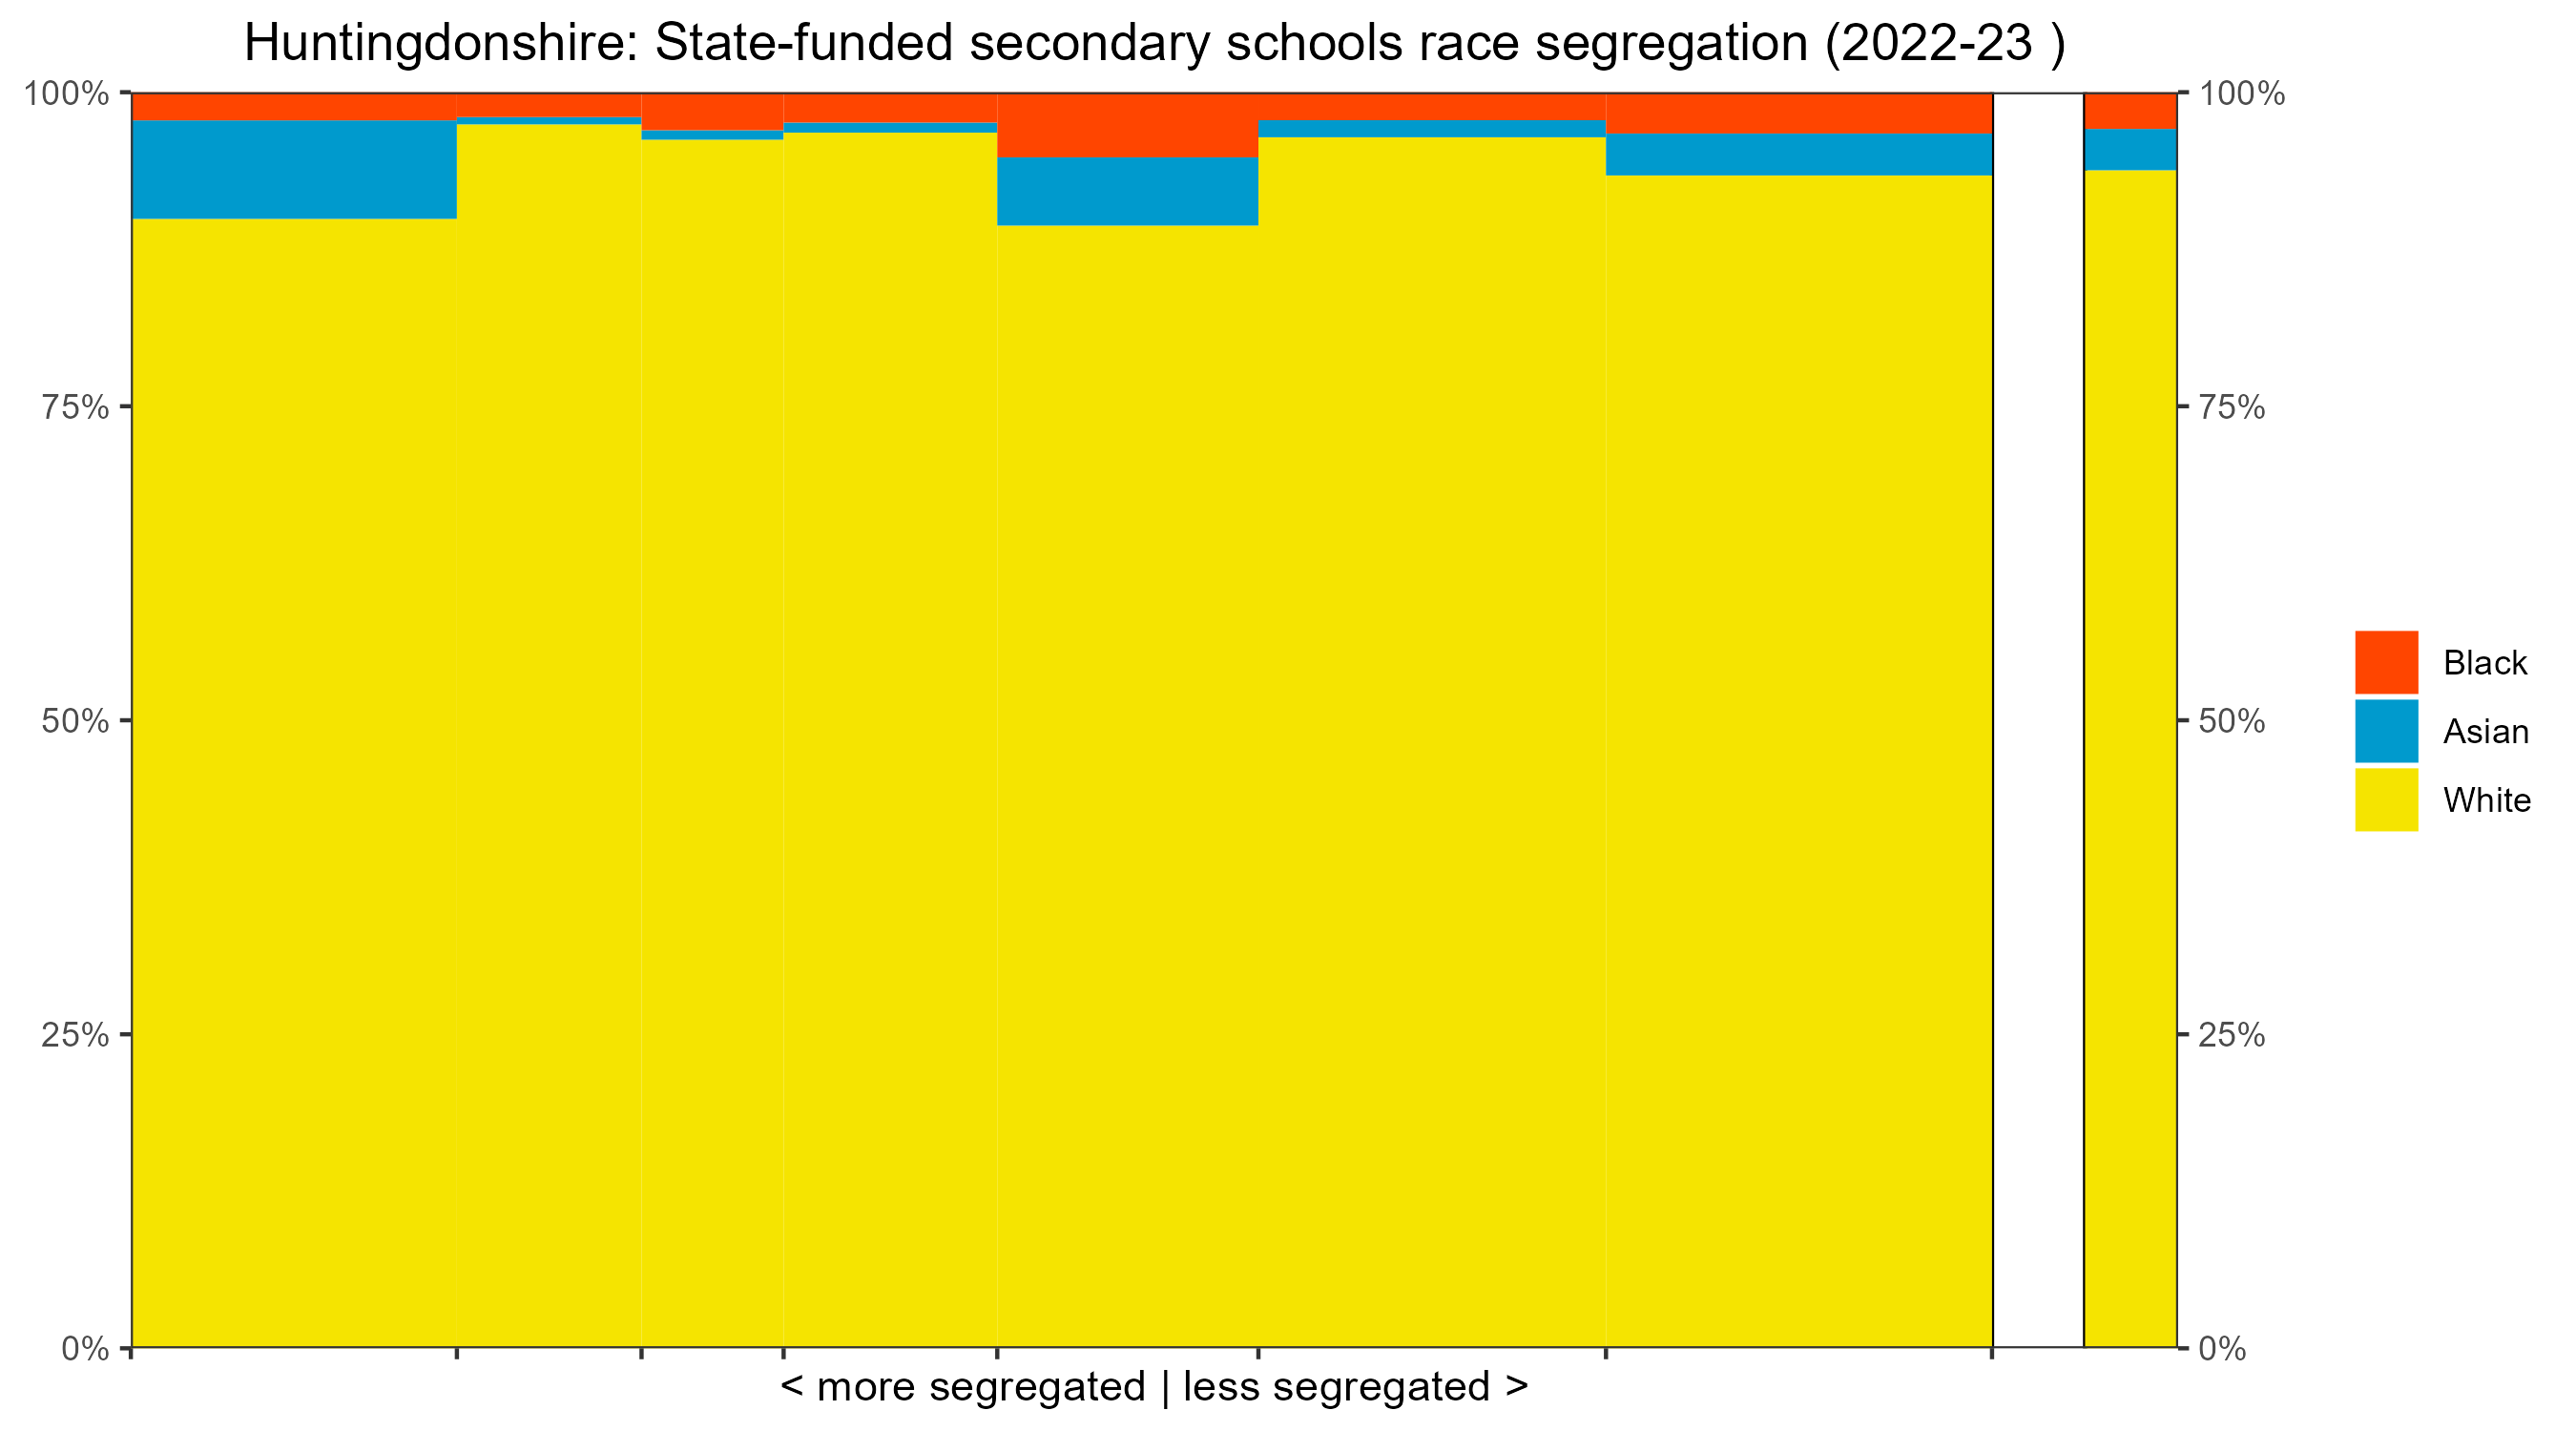 Huntingdonshire: State-funded secondary schools race segregation (2022-23 )
100%
100%
75%
75%
50%
50%
25%
25%
0%
0%
Black
Asian
White
< more segregated | less segregated >